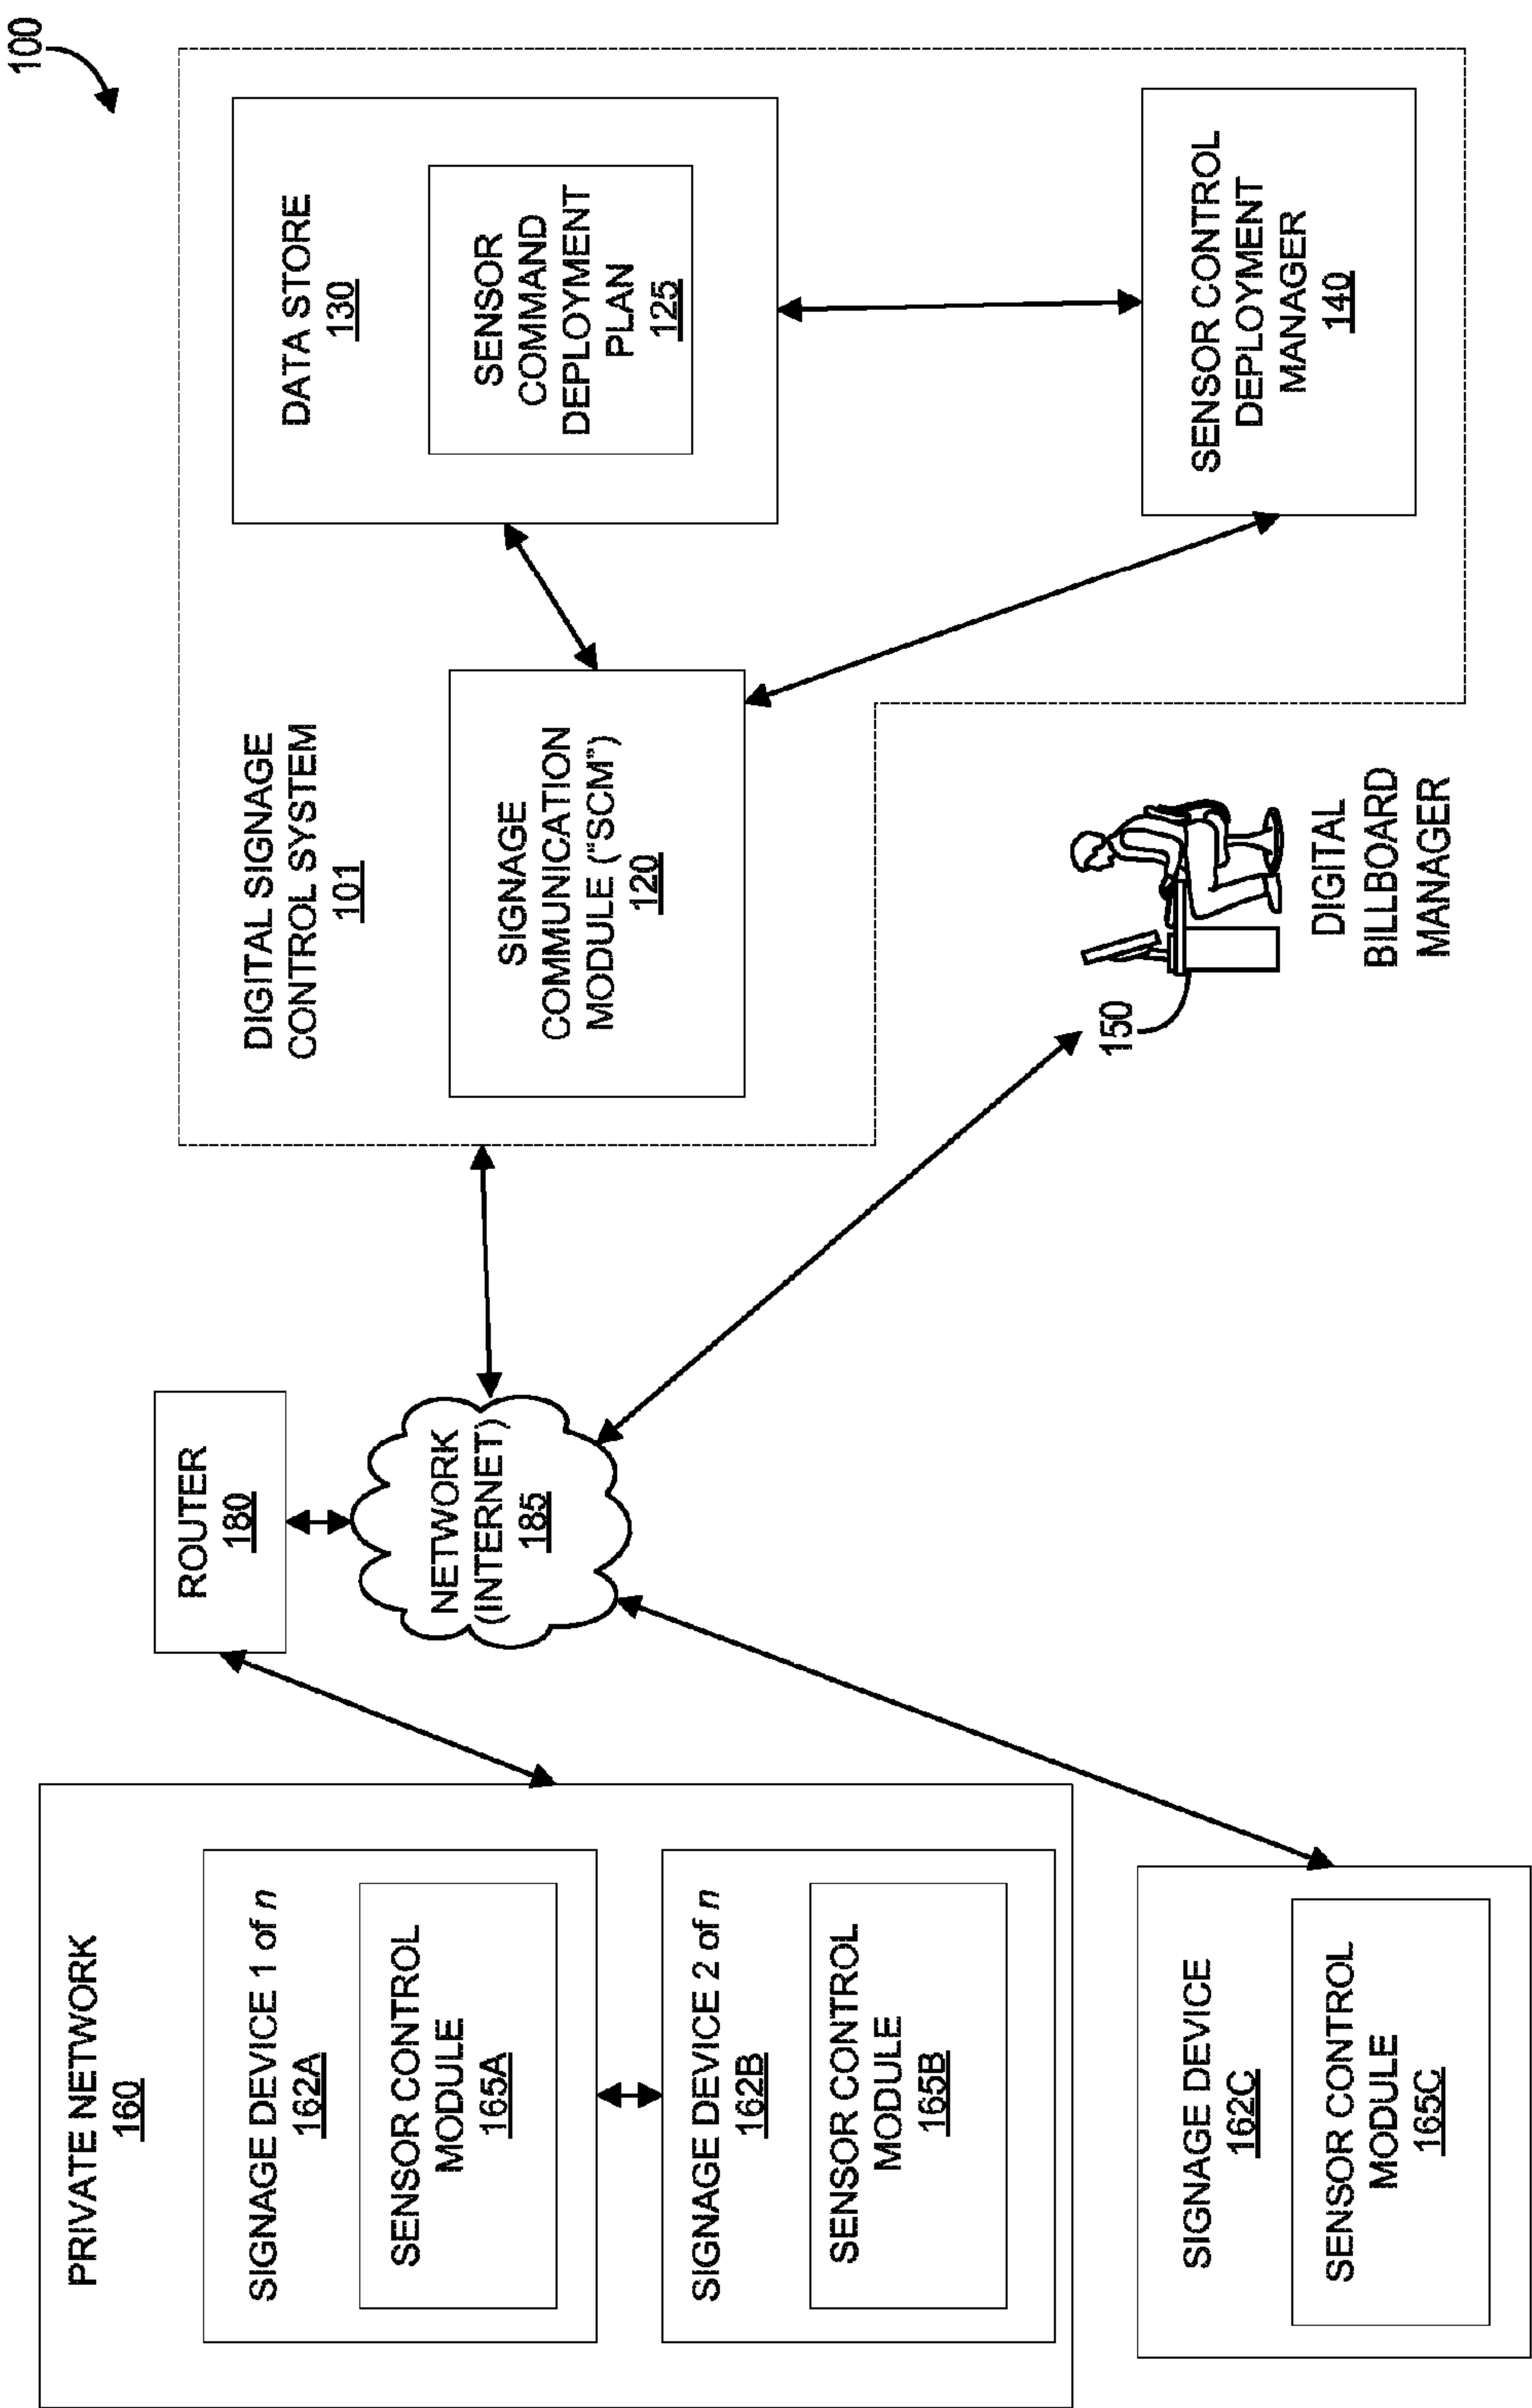 100
PRIVATE NETWORK
160
SIGNAGE DEVICE 1 of n
162A
SENSOR CONTROL
MODULE
165A
SIGNAGE DEVICE 2 of n
162B
SENSOR CONTROL
MODULE
165B
SIGNAGE DEVICE
162C
SENSOR CONTROL
MODULE
165C
ROUTER
180
NETWORK
(INTERNET)
185
DIGITAL SIGNAGE
CONTROL SYSTEM
101
SIGNAGE
COMMUNICATION
MODULE ("SCM")
120
DATA STORE
130
SENSOR
COMMAND
DEPLOYMENT
PLAN
125
SENSOR CONTROL
DEPLOYMENT
MANAGER
140
150
DIGITAL
BILLBOARD
MANAGER